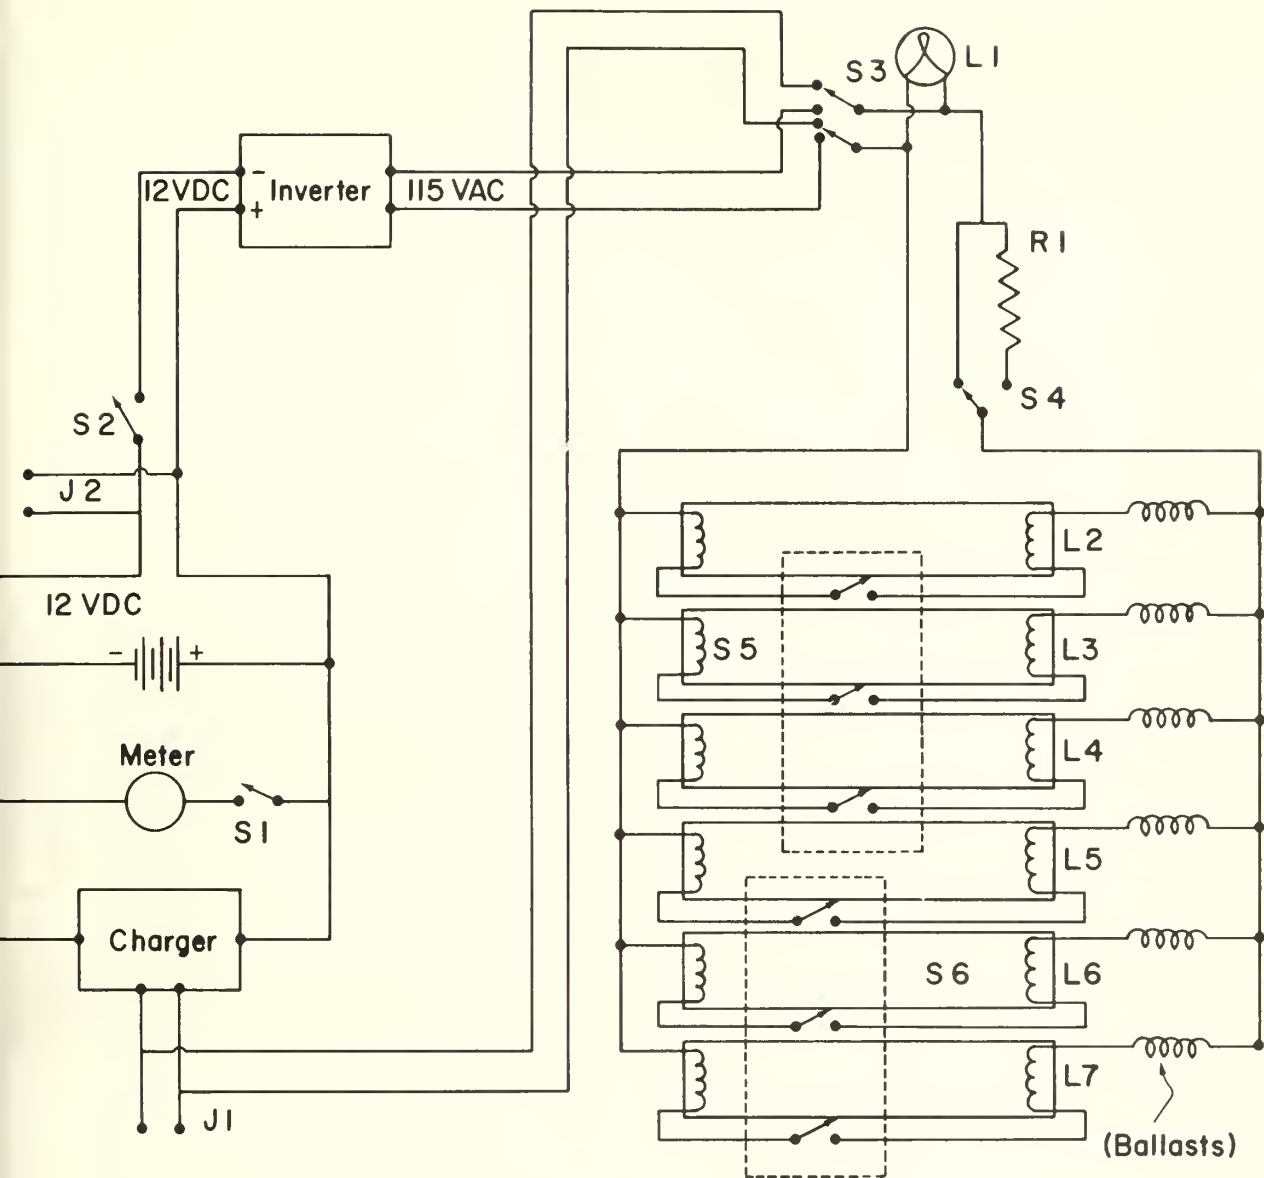 S3
L1
12VDC
-
+
Inverter
115 VAC
R1
S2
S4
J2
12 VDC
L2
- +
S5
L3
Meter
L4
S1
L5
Charger
S6
L6
L7
J1
(Ballasts)